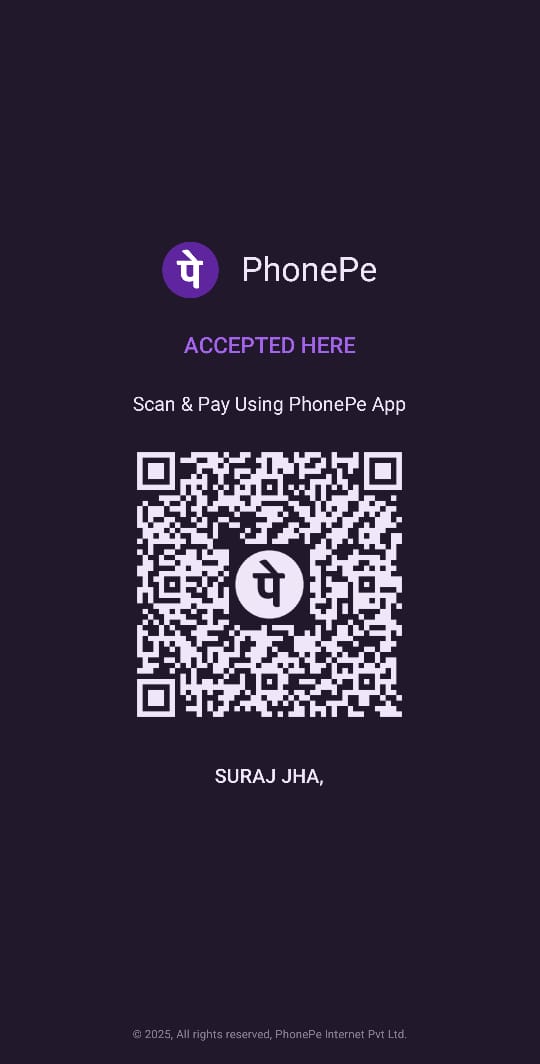 पे PhonePe
ACCEPTED HERE
Scan & Pay Using PhonePe App
पे
SURAJ JHA,
© 2025, All rights reserved, PhonePe Internet Pvt Ltd.